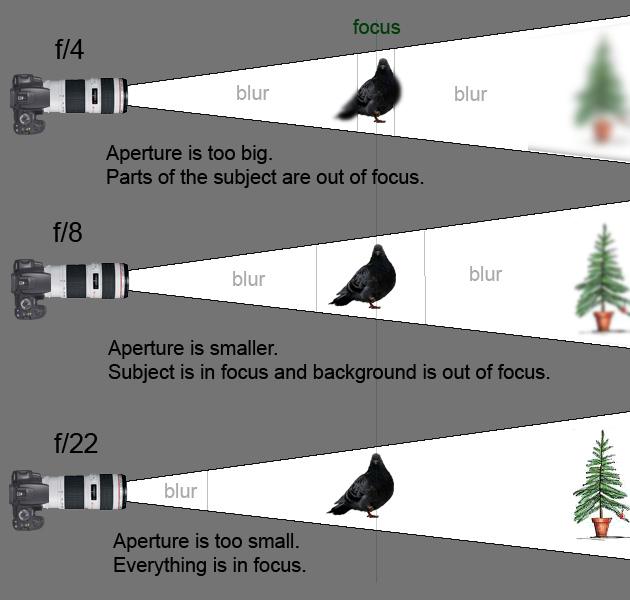 focus
f/4
blur
blur
Aperture is too big.
Parts of the subject are out of focus.
f/8
blur
blur
Aperture is smaller.
Subject is in focus and background is out of focus.
f/22
blur
Aperture is too small.
Everything is in focus.